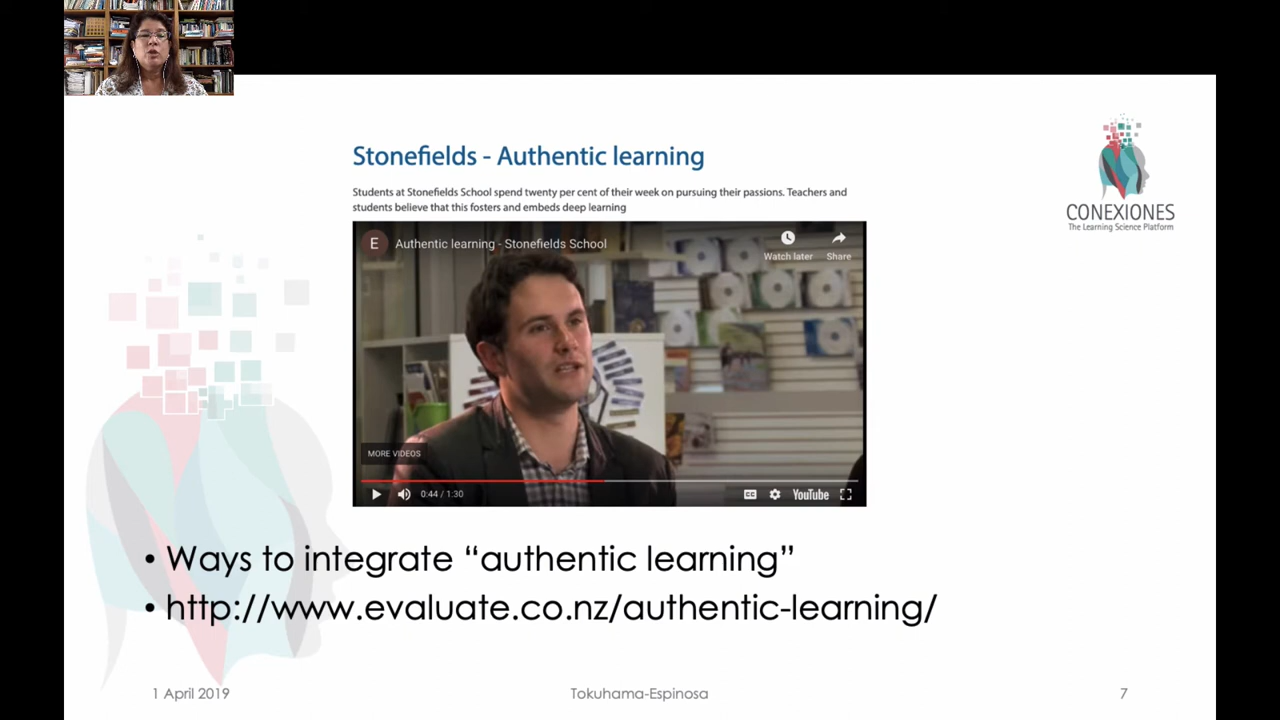 Stonefields - Authentic learning
CONEXIONES
The Learning Science Platform
Students at Stonefields School spend twenty per cent of their week on pursuing their passions. Teachers and
students believe that this fosters and embeds deep learning
E
Authentic learning - Stonefields School
Watch later
Share
MORE VIDEOS
0:44 / 1:30
CC
YouTube
• Ways to integrate “authentic learning”
• http://www.evaluate.co.nz/authentic-learning/
1 April 2019
Tokuhama-Espinosa
7